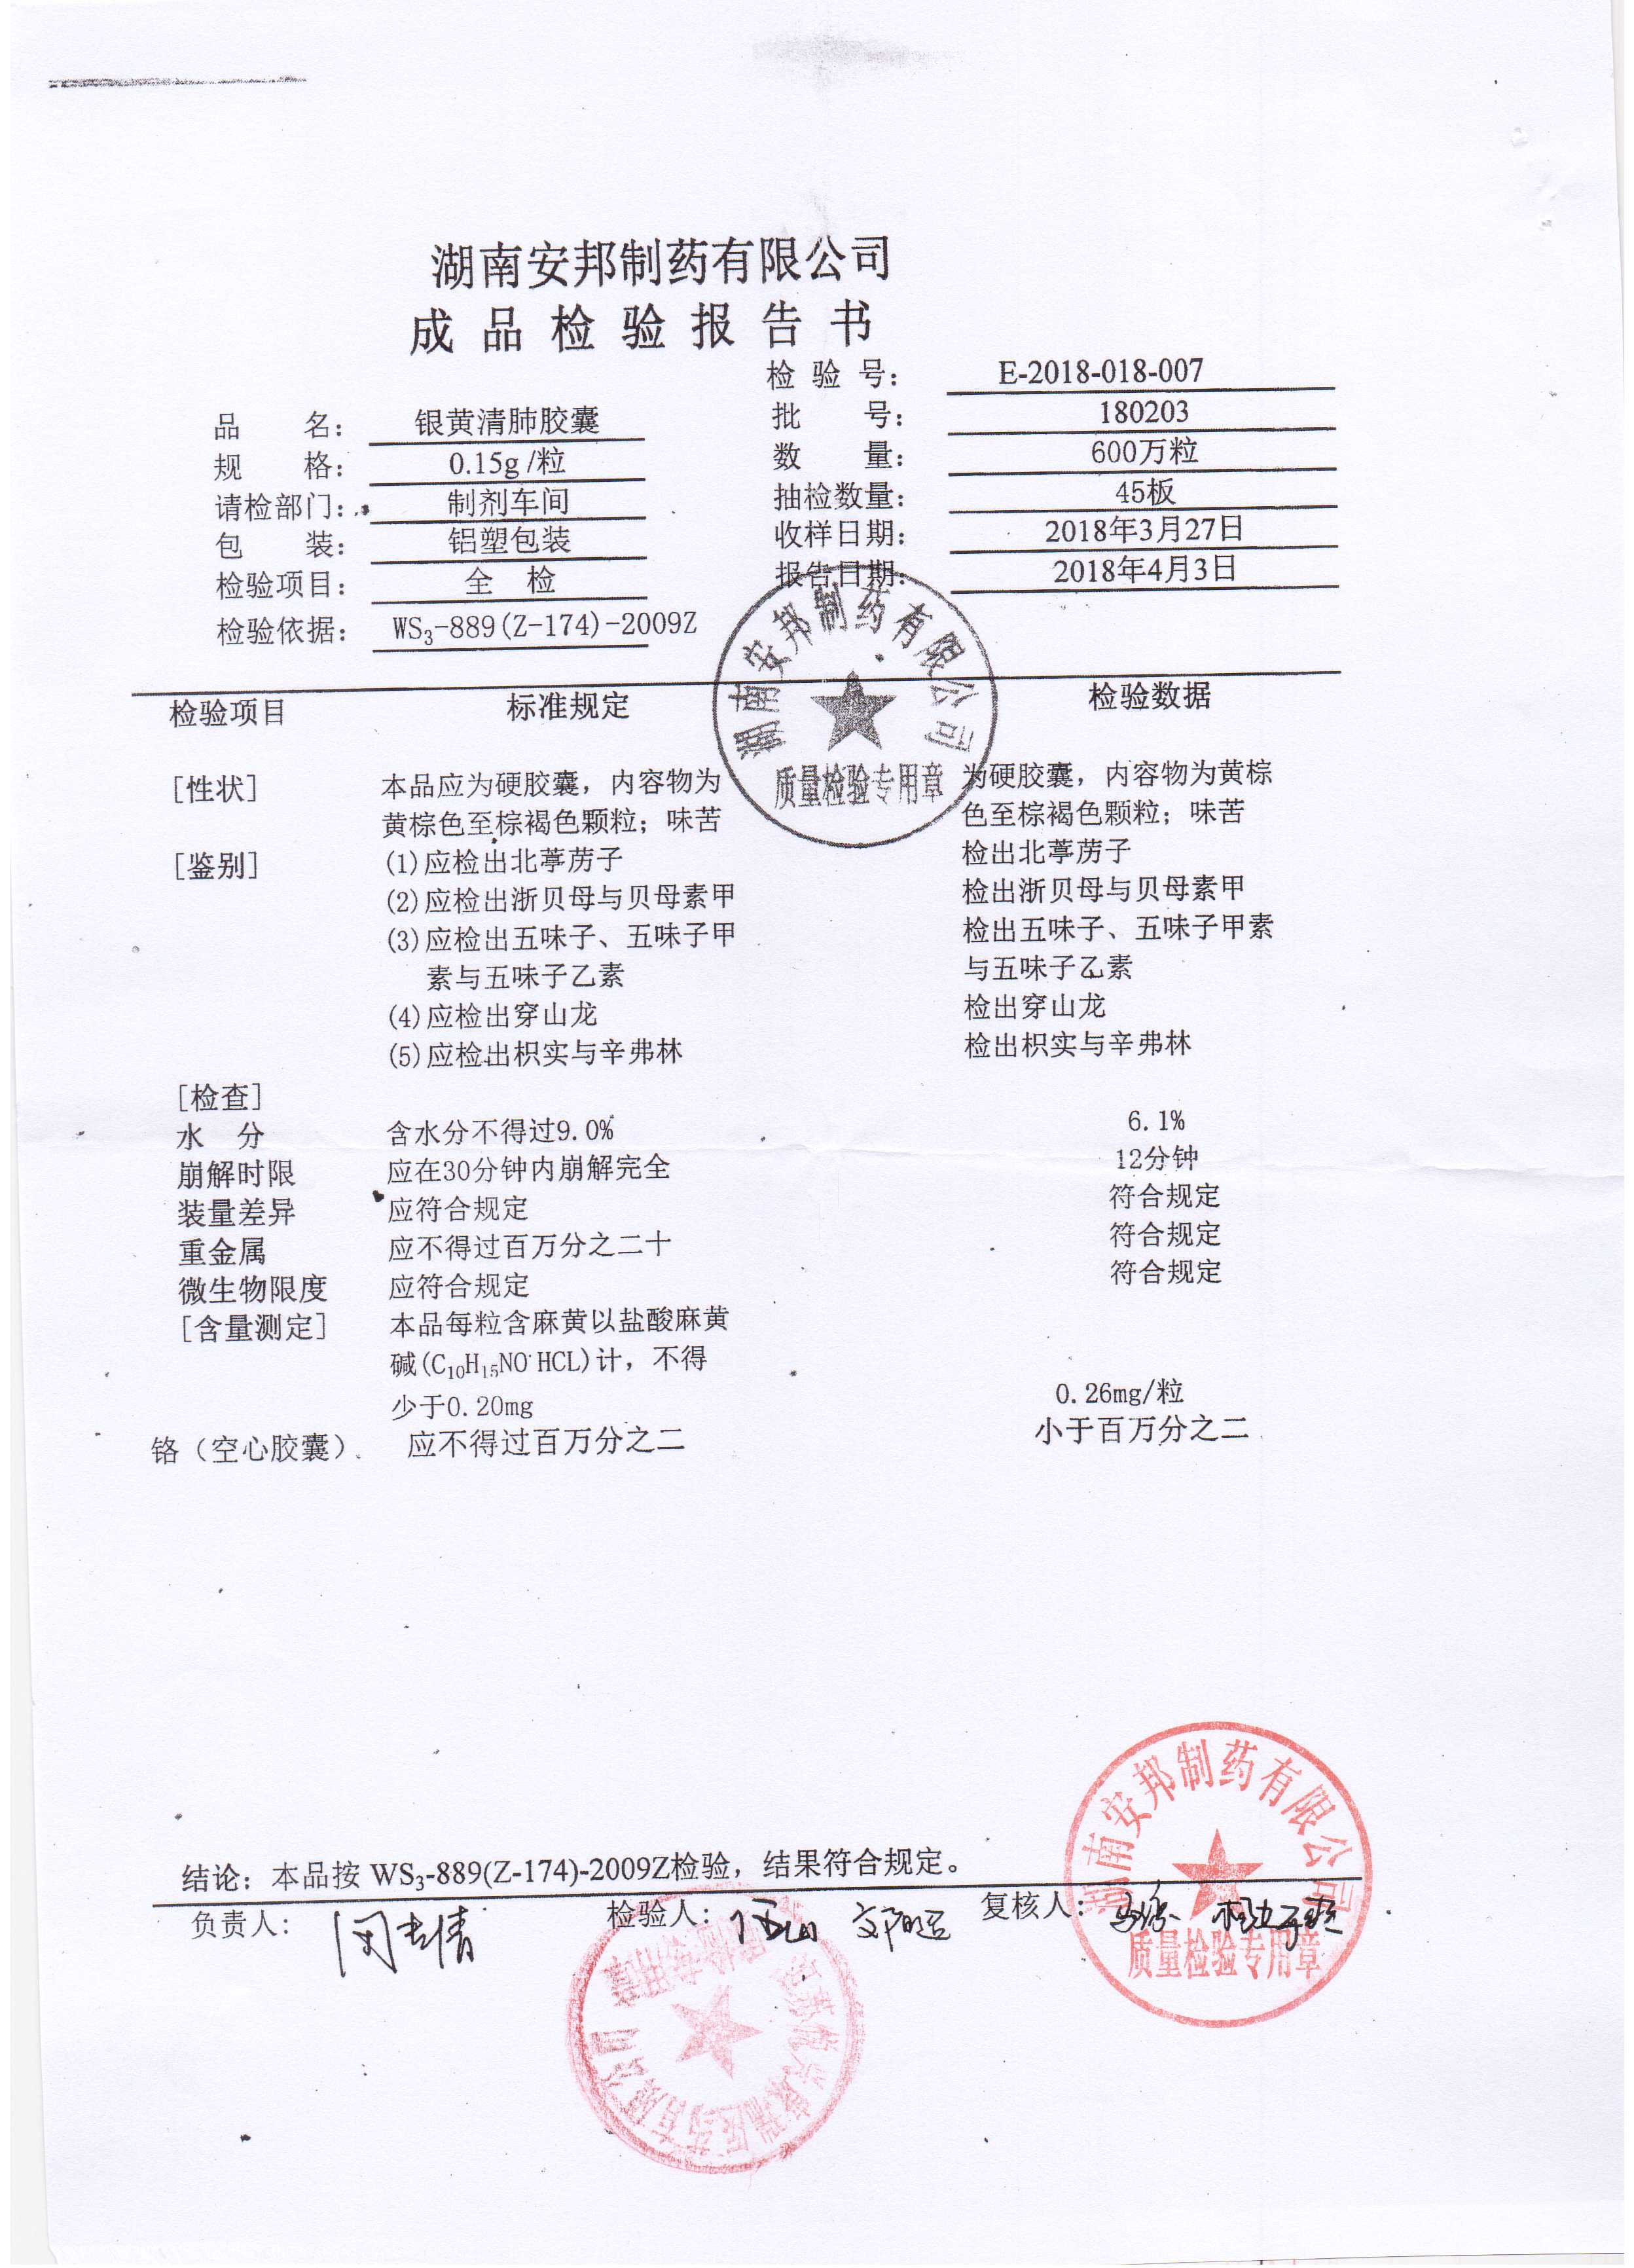 湖南安邦制药有限公司
成品检验报告书
检验号： E-2018-018-007
品名： 银黄清肺胶囊 批号： 180203
规格： 0.15g/粒 数量： 600万粒
请检部门： 制剂车间 抽检数量： 45板
包装： 铝塑包装 收样日期： 2018年3月27日
检验项目： 全检 报告日期： 2018年4月3日
检验依据： WS₃-889(Z-174)-2009Z
湖南安邦制药有限公司
质量检验专用章
检验项目 标准规定 检验数据
[性状] 本品应为硬胶囊，内容物为 为硬胶囊，内容物为黄棕
黄棕色至棕褐色颗粒；味苦 色至棕褐色颗粒；味苦
[鉴别] (1)应检出北葶苈子 检出北葶苈子
(2)应检出浙贝母与贝母素甲 检出浙贝母与贝母素甲
(3)应检出五味子、五味子甲 检出五味子、五味子甲素
素与五味子乙素 与五味子乙素
(4)应检出穿山龙 检出穿山龙
(5)应检出枳实与辛弗林 检出枳实与辛弗林
[检查]
水分 含水分不得过9.0% 6.1%
崩解时限 应在30分钟内崩解完全 12分钟
装量差异 应符合规定 符合规定
重金属 应不得过百万分之二十 符合规定
微生物限度 应符合规定 符合规定
[含量测定] 本品每粒含麻黄以盐酸麻黄
碱(C₁₀H₁₅NO·HCL)计，不得
少于0.20mg 0.26mg/粒
铬（空心胶囊） 应不得过百万分之二 小于百万分之二
结论：本品按 WS₃-889(Z-174)-2009Z检验，结果符合规定。
负责人： 检验人： 复核人：
湖南安邦制药有限公司
质量检验专用章